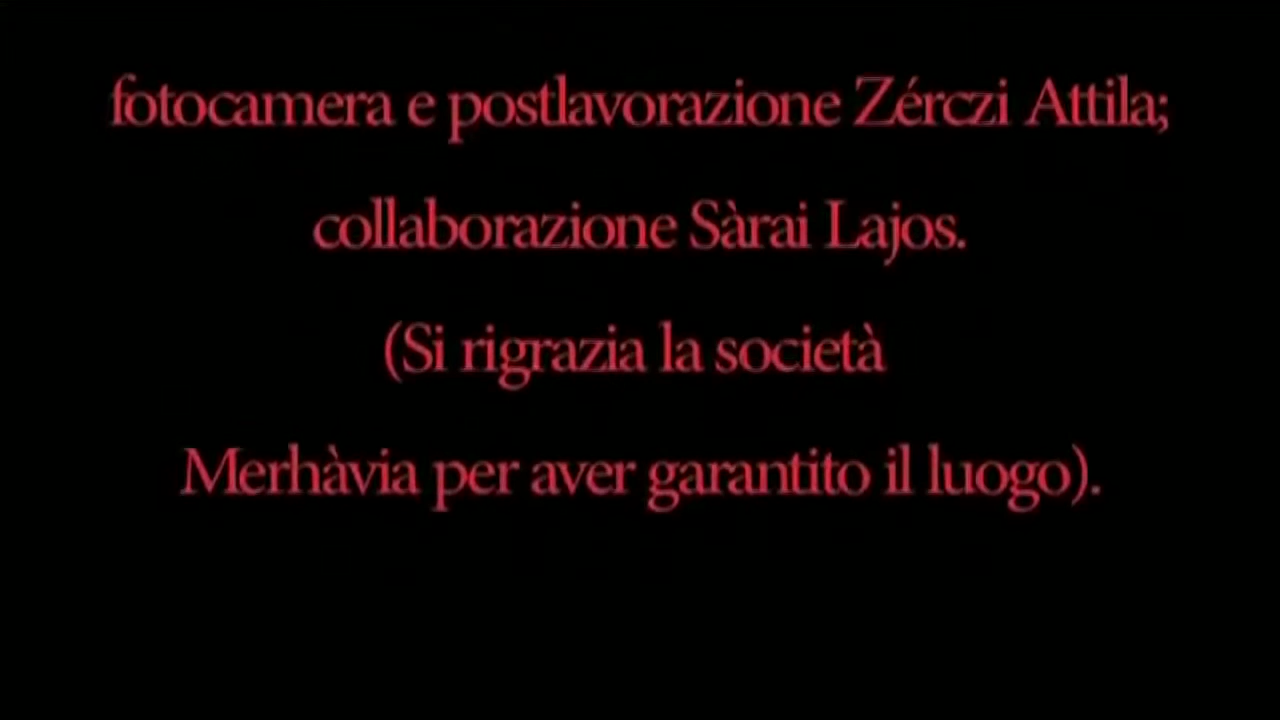 fotocamera e postlavorazione Zérczi Attila;
collaborazione Sàrai Lajos.
(Si rigrazia la società
Merhàvia per aver garantito il luogo).